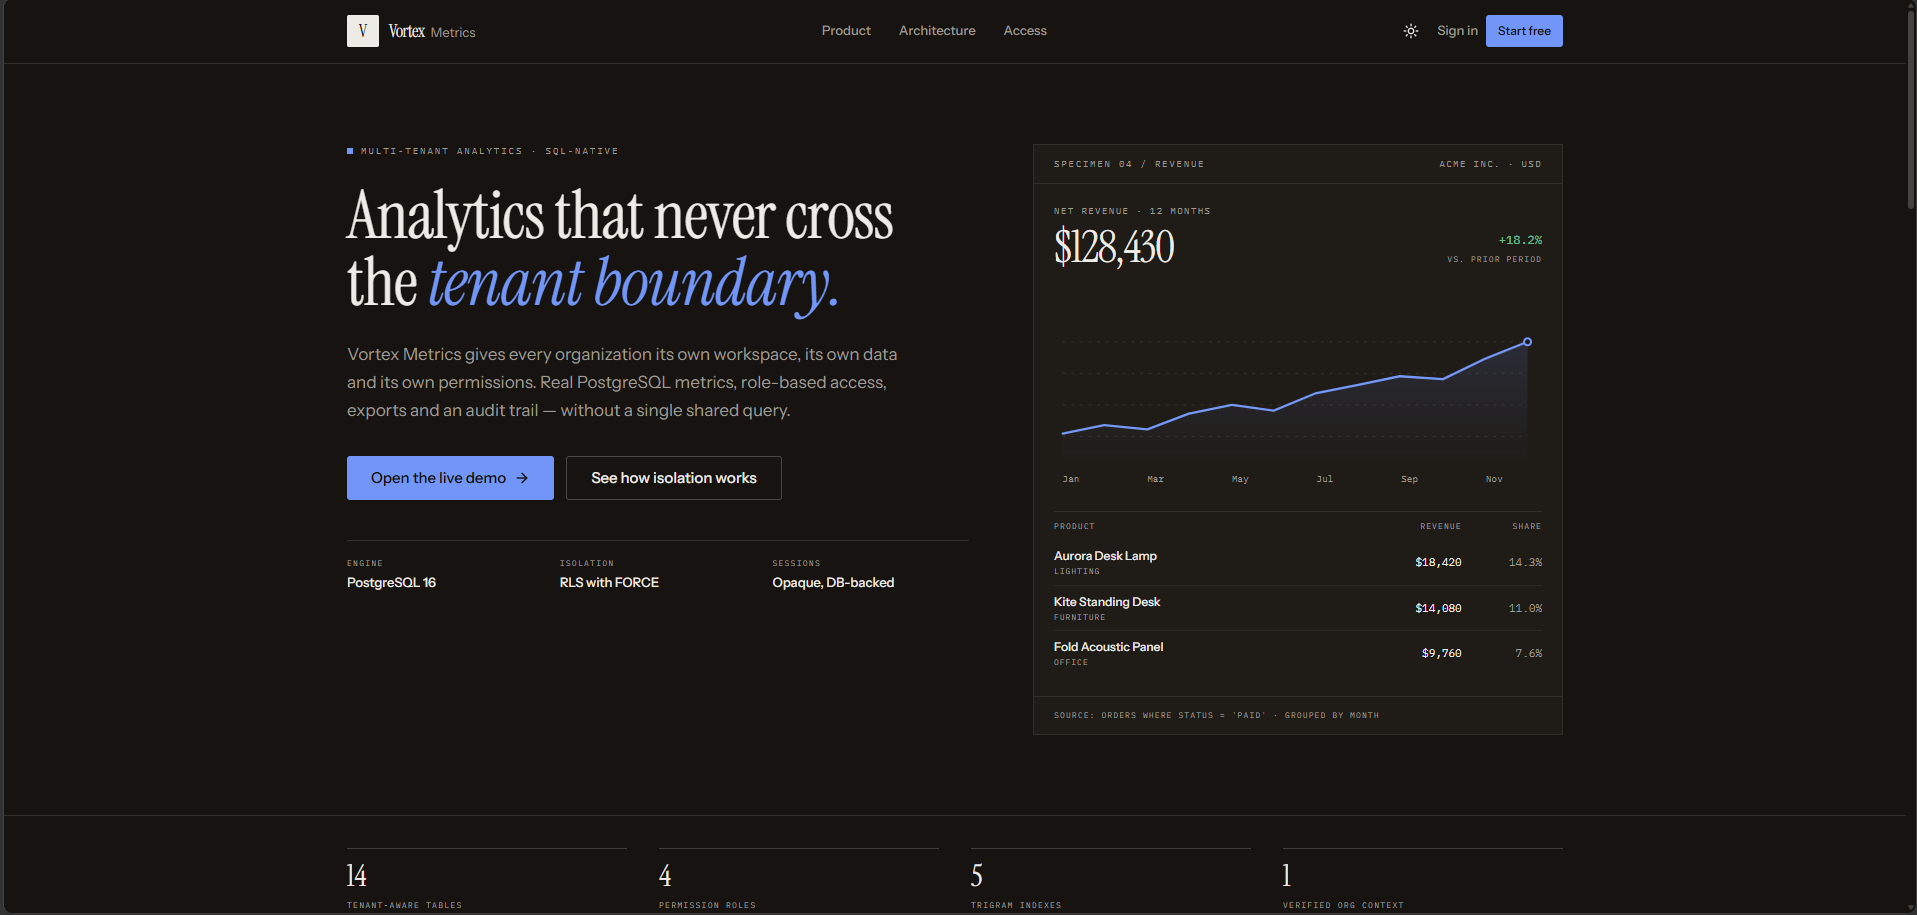 V Vortex Metrics
Product Architecture Access
Sign in Start free
MULTI-TENANT ANALYTICS · SQL-NATIVE
Analytics that never cross
the tenant boundary.
Vortex Metrics gives every organization its own workspace, its own data
and its own permissions. Real PostgreSQL metrics, role-based access,
exports and an audit trail — without a single shared query.
Open the live demo →
See how isolation works
ENGINE
PostgreSQL 16
ISOLATION
RLS with FORCE
SESSIONS
Opaque, DB-backed
SPECIMEN 04 / REVENUE
ACME INC. · USD
NET REVENUE · 12 MONTHS
$128,430
+18.2%
VS. PRIOR PERIOD
Jan Mar May Jul Sep Nov
PRODUCT REVENUE SHARE
Aurora Desk Lamp
LIGHTING
$18,420 14.3%
Kite Standing Desk
FURNITURE
$14,080 11.0%
Fold Acoustic Panel
OFFICE
$9,760 7.6%
SOURCE: ORDERS WHERE STATUS = 'PAID' · GROUPED BY MONTH
14
TENANT-AWARE TABLES
4
PERMISSION ROLES
5
TRIGRAM INDEXES
1
VERIFIED ORG CONTEXT